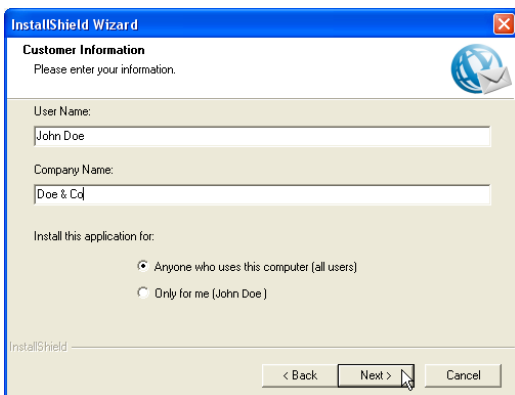 InstallShield Wizard
Customer Information
Please enter your information.
User Name:
John Doe
Company Name:
Doe & Co
Install this application for:
Anyone who uses this computer (all users)
Only for me (John Doe )
InstallShield
< Back Next > Cancel